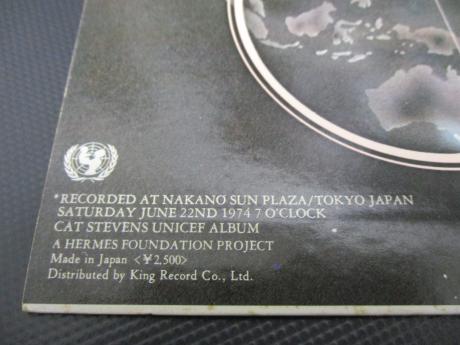 *RECORDED AT NAKANO SUN PLAZA/TOKYO JAPAN
SATURDAY JUNE 22ND 1974 7 O'CLOCK
CAT STEVENS UNICEF ALBUM
A HERMES FOUNDATION PROJECT
Made in Japan <¥2,500>
Distributed by King Record Co., Ltd.